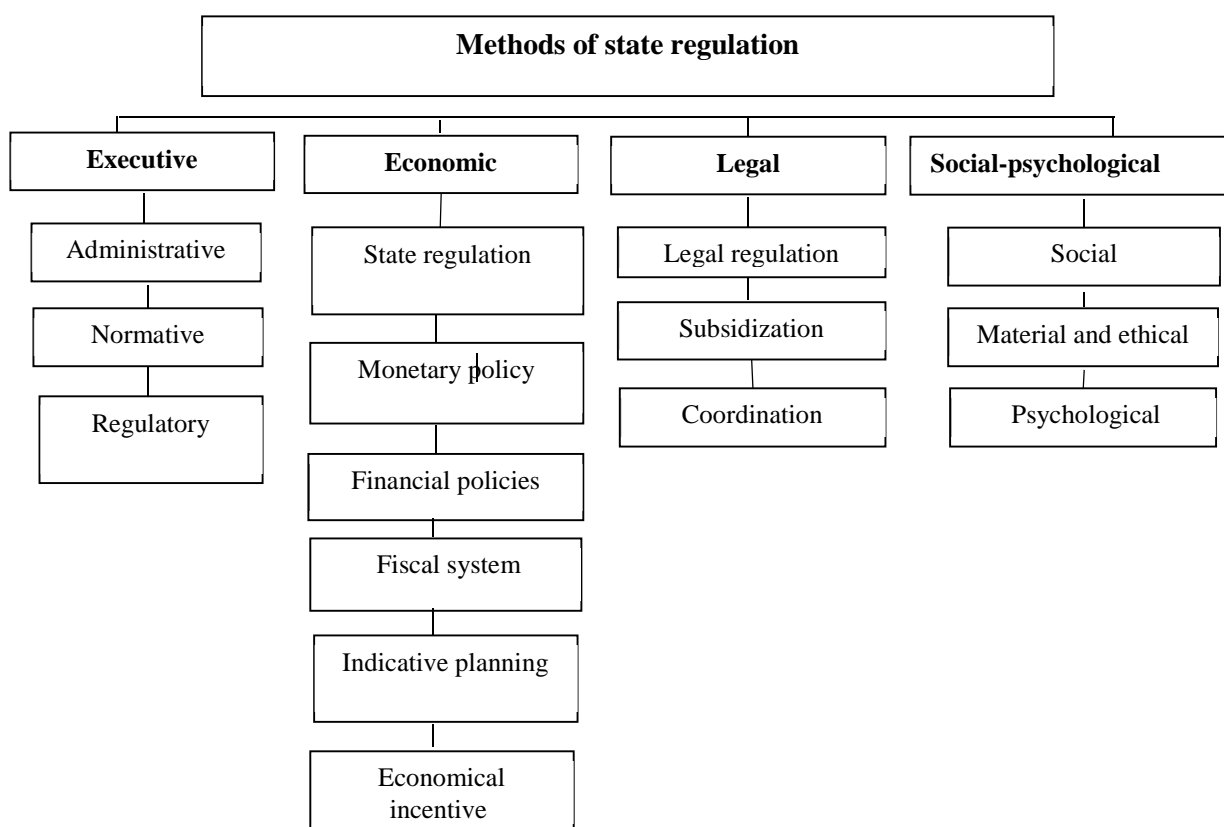 Methods of state regulation
Executive
Economic
Legal
Social-psychological
Administrative
Normative
Regulatory
State regulation
Monetary policy
Financial policies
Fiscal system
Indicative planning
Economical
incentive
Legal regulation
Subsidization
Coordination
Social
Material and ethical
Psychological